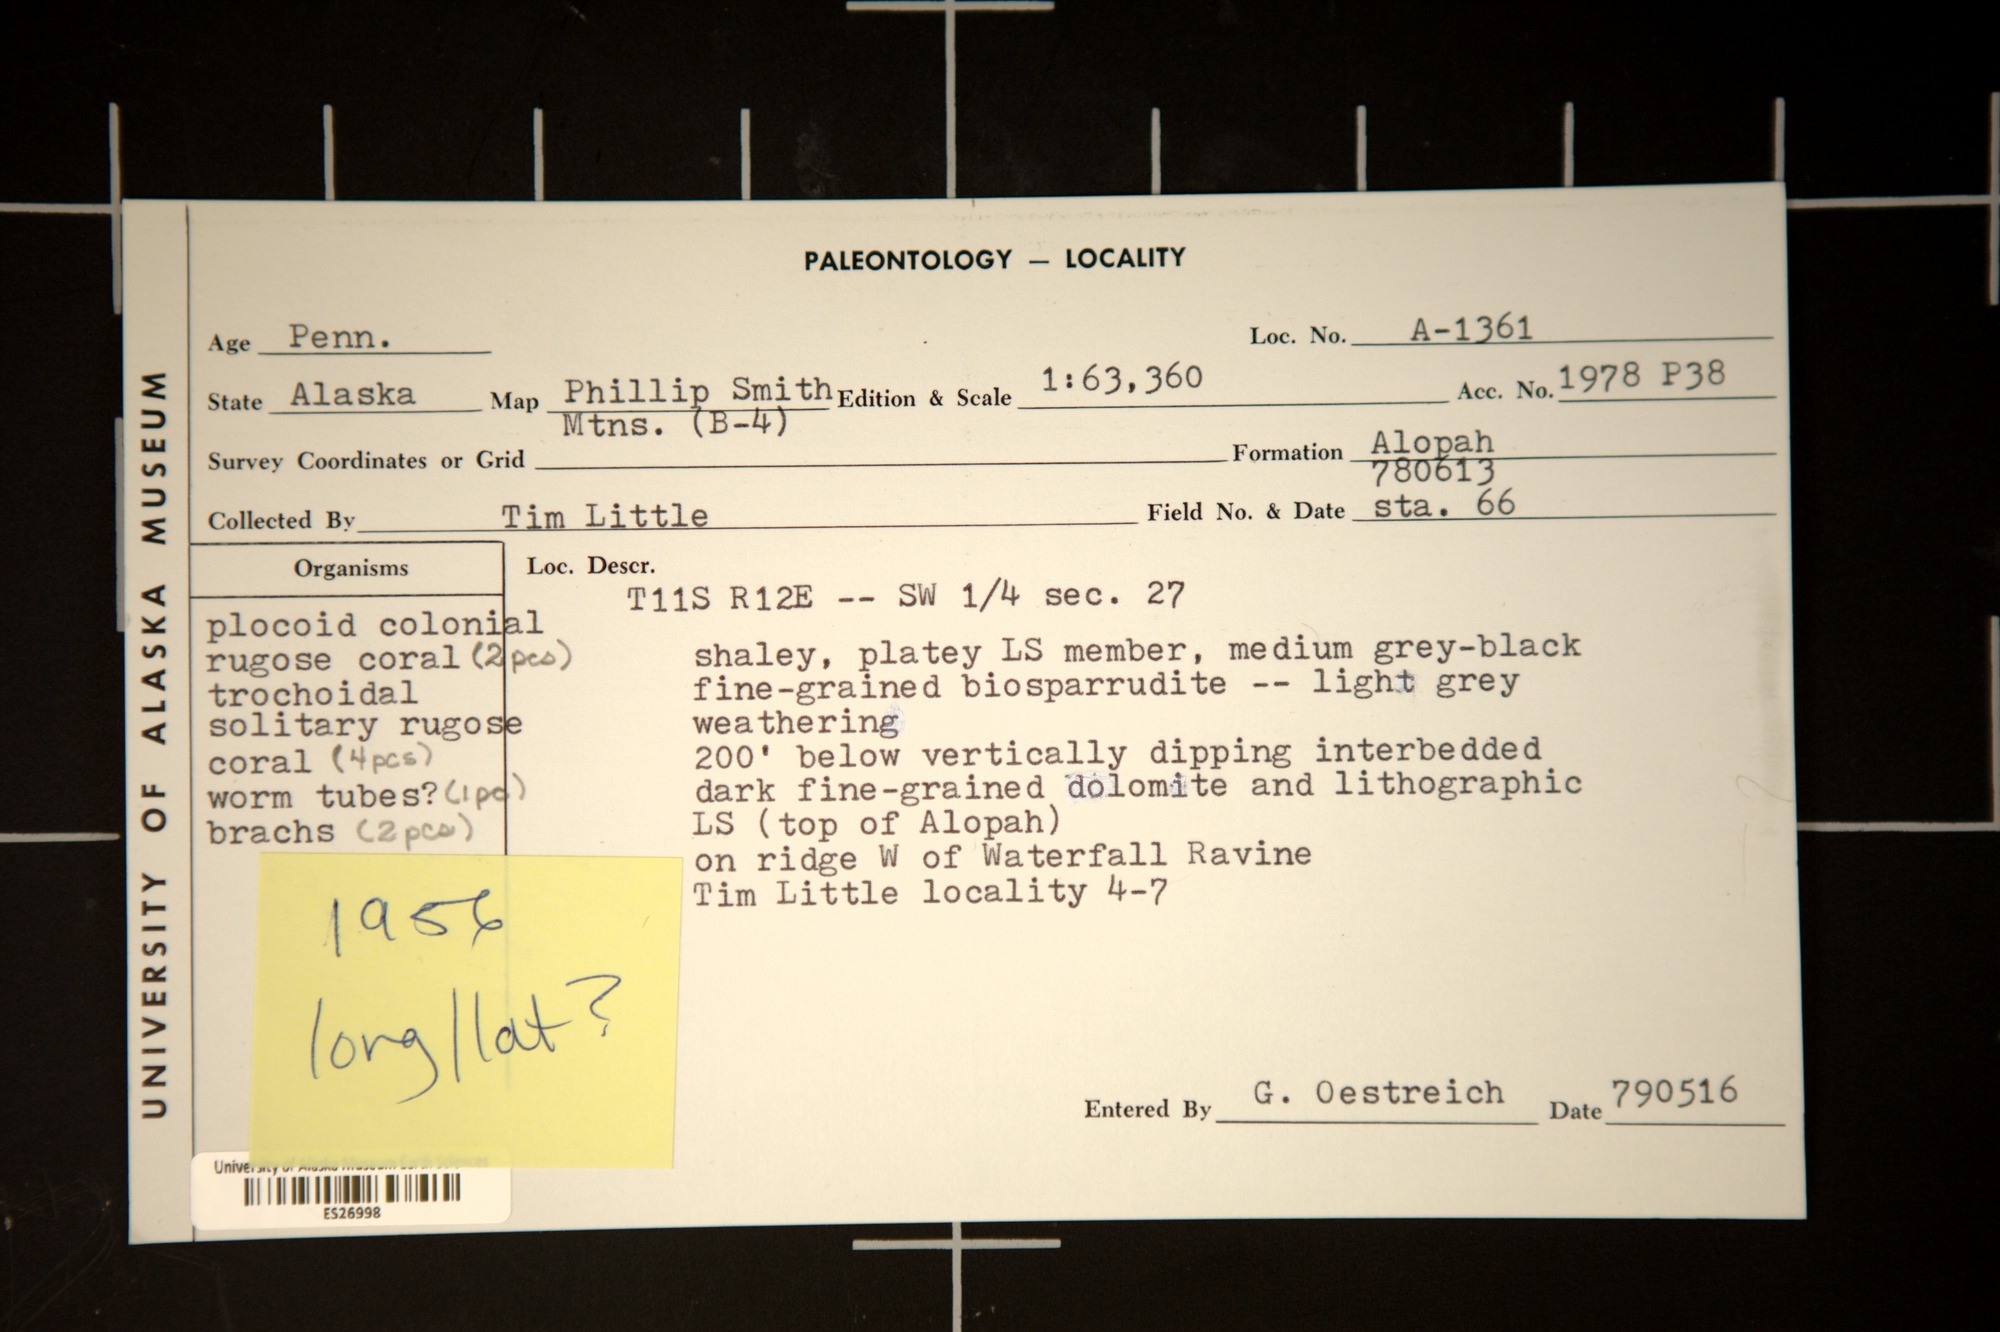 UNIVERSITY OF ALASKA MUSEUM
PALEONTOLOGY — LOCALITY
Age Penn.
Loc. No. A-1361
State Alaska Map Phillip Smith Edition & Scale 1:63,360 Acc. No. 1978 P38
Mtns. (B-4)
Survey Coordinates or Grid Formation Alopah
780613
Collected By Tim Little Field No. & Date sta. 66
Organisms
plocoid colonial
rugose coral (2 pcs)
trochoidal
solitary rugose
coral (4 pcs)
worm tubes? (1 pc)
brachs (2 pcs)
Loc. Descr.
T11S R12E -- SW 1/4 sec. 27
shaley, platey LS member, medium grey-black
fine-grained biosparrudite -- light grey
weathering
200' below vertically dipping interbedded
dark fine-grained dolomite and lithographic
LS (top of Alopah)
on ridge W of Waterfall Ravine
Tim Little locality 4-7
1956
long/lat?
Entered By G. Oestreich Date 790516
University of Alaska Museum Earth Sciences
ES26998